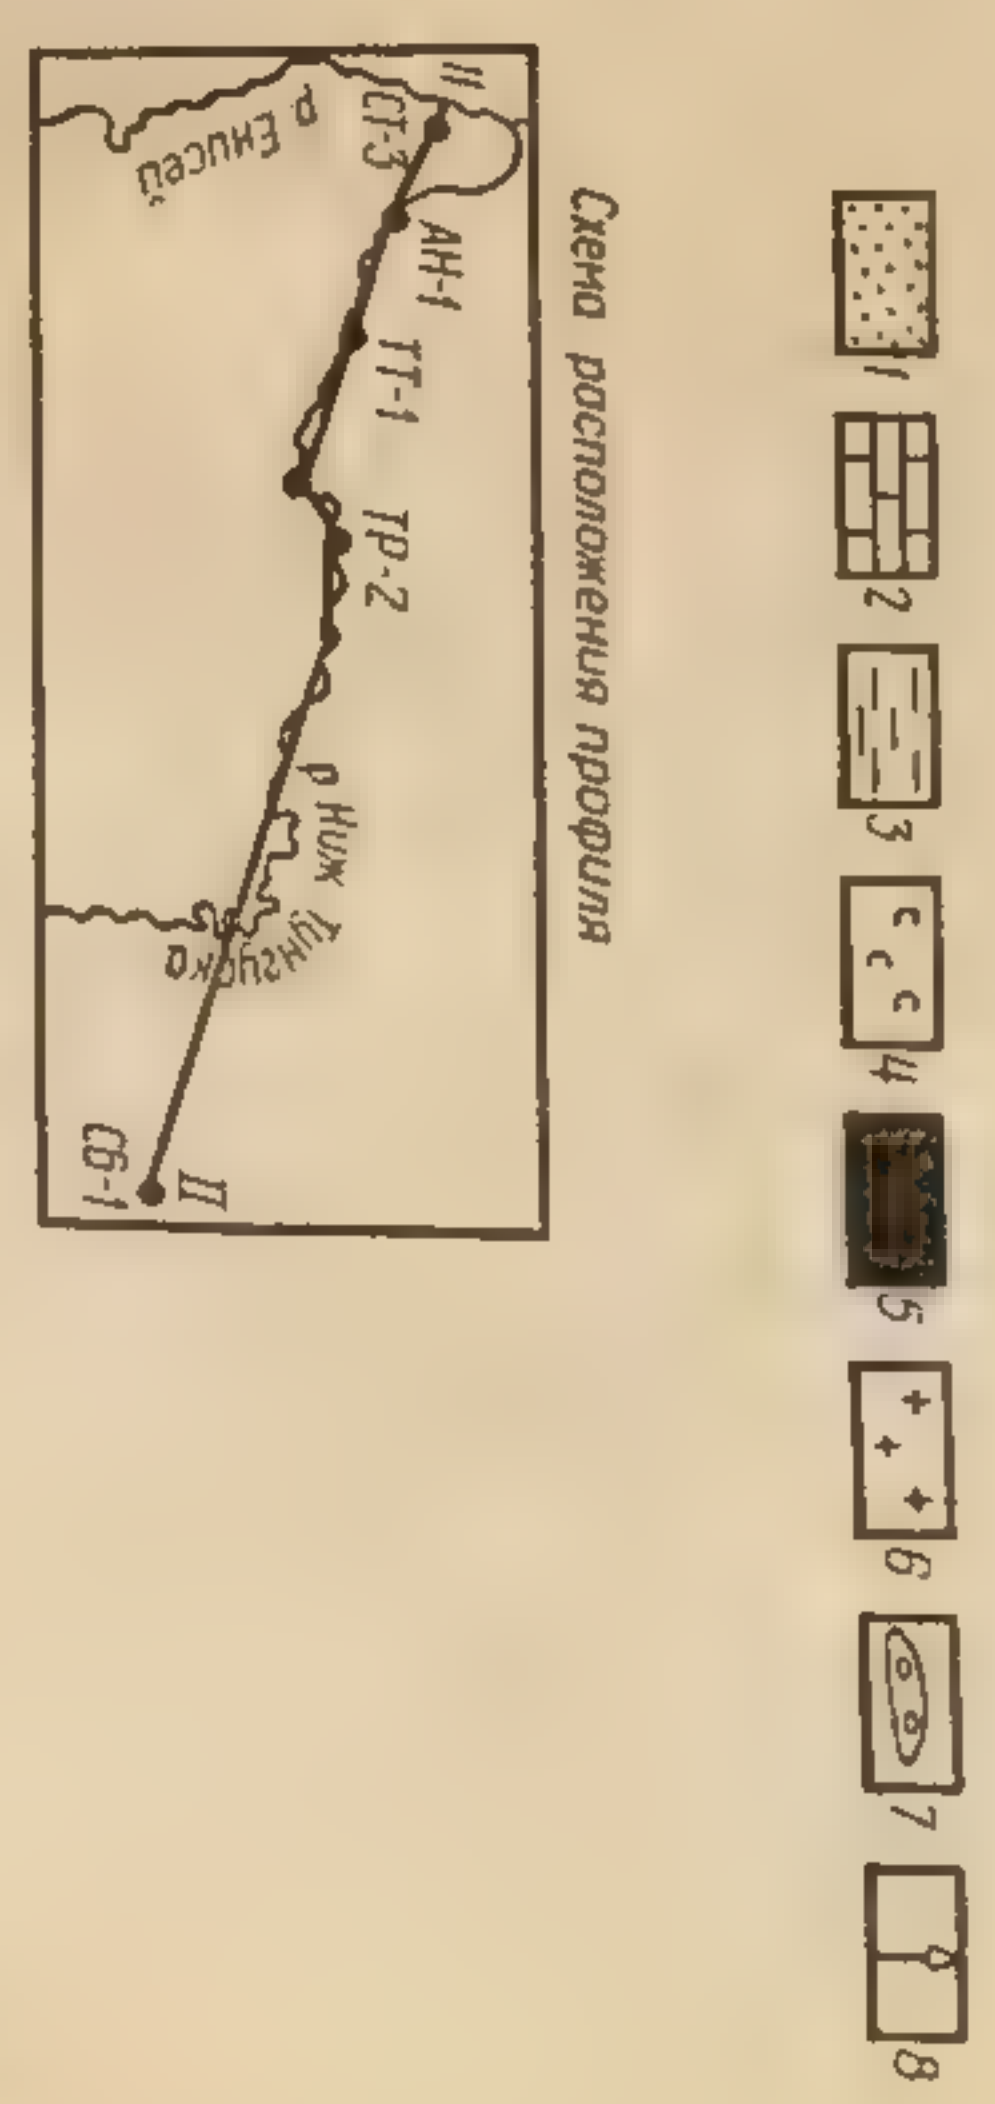 Схема расположения профиля
II
СТ-3
р. Енисей
АН-1
ТТ-1
ТР-2
р Ниж
Тунгуска
СБ-1
II
1
2
3
4
5
6
7
8